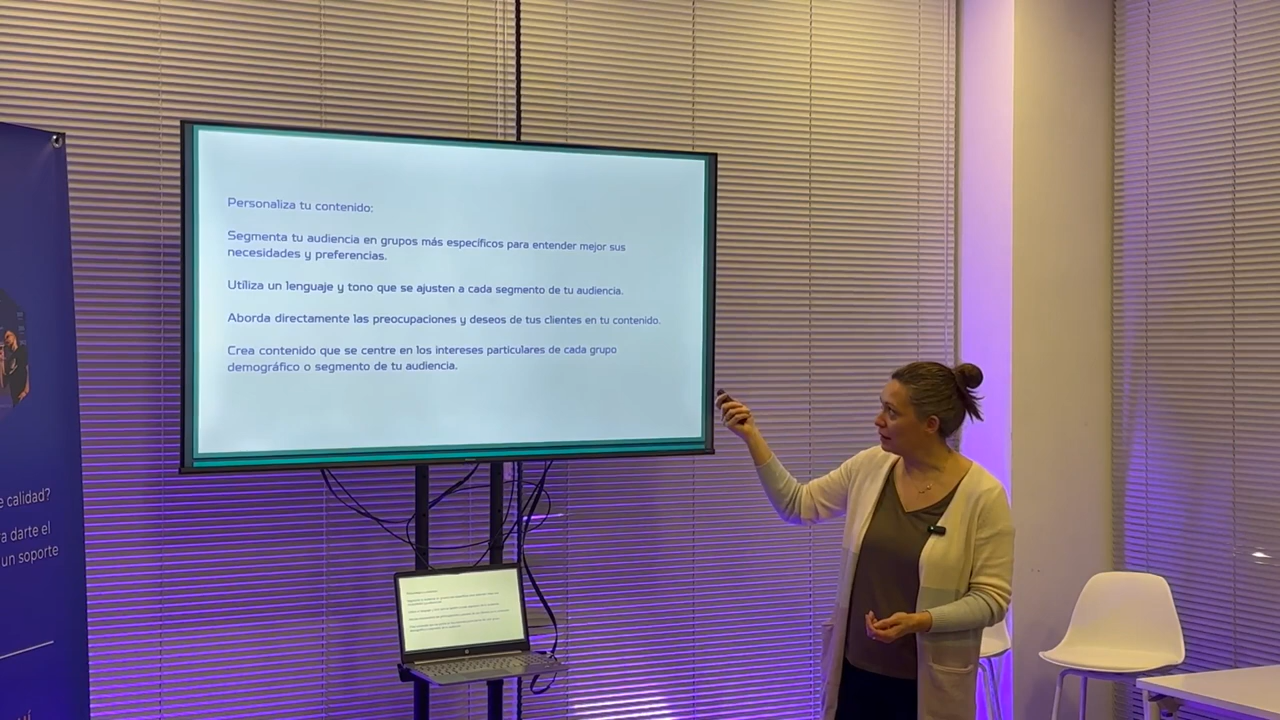 Personaliza tu contenido:
Segmenta tu audiencia en grupos más específicos para entender mejor sus
necesidades y preferencias.
Utiliza un lenguaje y tono que se ajusten a cada segmento de tu audiencia.
Aborda directamente las preocupaciones y deseos de tus clientes en tu contenido.
Crea contenido que se centre en los intereses particulares de cada grupo
demográfico o segmento de tu audiencia.
calidad?
darte el
un soporte